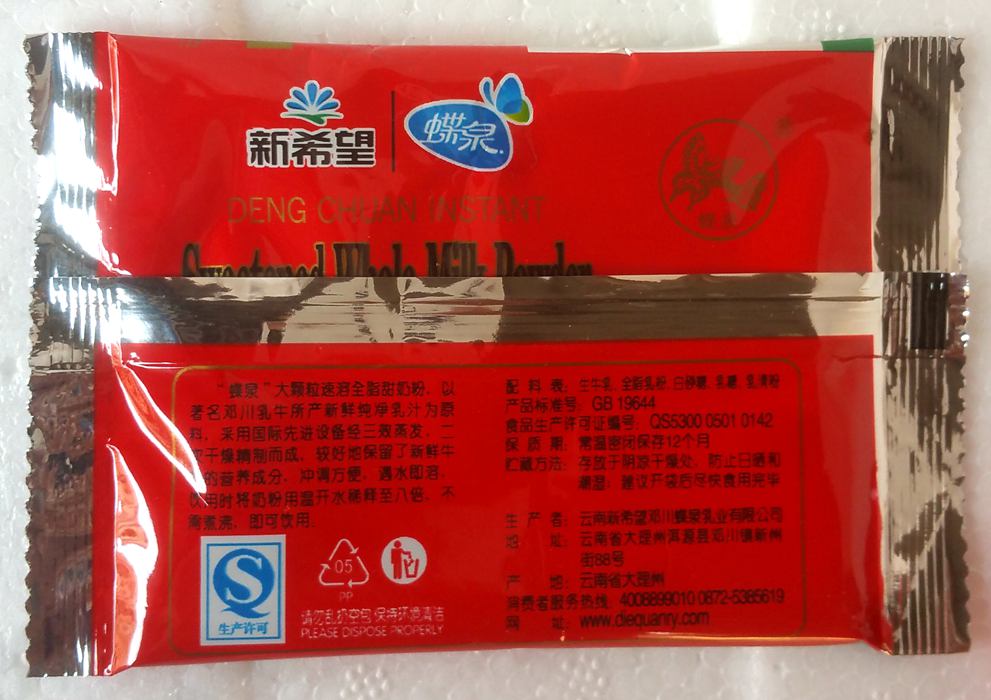 新希望
蝶泉
DENG CHUAN INSTANT
Sweetened Whole Milk Powder
“蝶泉”大颗粒速溶全脂甜奶粉，以
著名邓川乳牛所产新鲜纯净乳汁为原
料，采用国际先进设备经三效蒸发，二
次干燥精制而成，较好地保留了新鲜牛
的营养成分，冲调方便，遇水即溶。
饮用时将奶粉用温开水稀释至八倍，不
需煮沸，即可饮用。
生产许可
05
PP
请勿乱扔空包 保持环境清洁
PLEASE DISPOSE PROPERLY
配 料 表：生牛乳、全脂乳粉、白砂糖、乳糖、乳清粉
产品标准号：GB 19644
食品生产许可证编号：QS5300 0501 0142
保 质 期：常温密闭保存12个月
贮藏方法：存放于阴凉干燥处，防止日晒和
潮湿；建议开袋后尽快食用完毕
生 产 者：云南新希望邓川蝶泉乳业有限公司
地 址：云南省大理州洱源县邓川镇新州
街88号
产 地：云南省大理州
消费者服务热线：4008899010 0872-5385619
网 址：www.diequanry.com